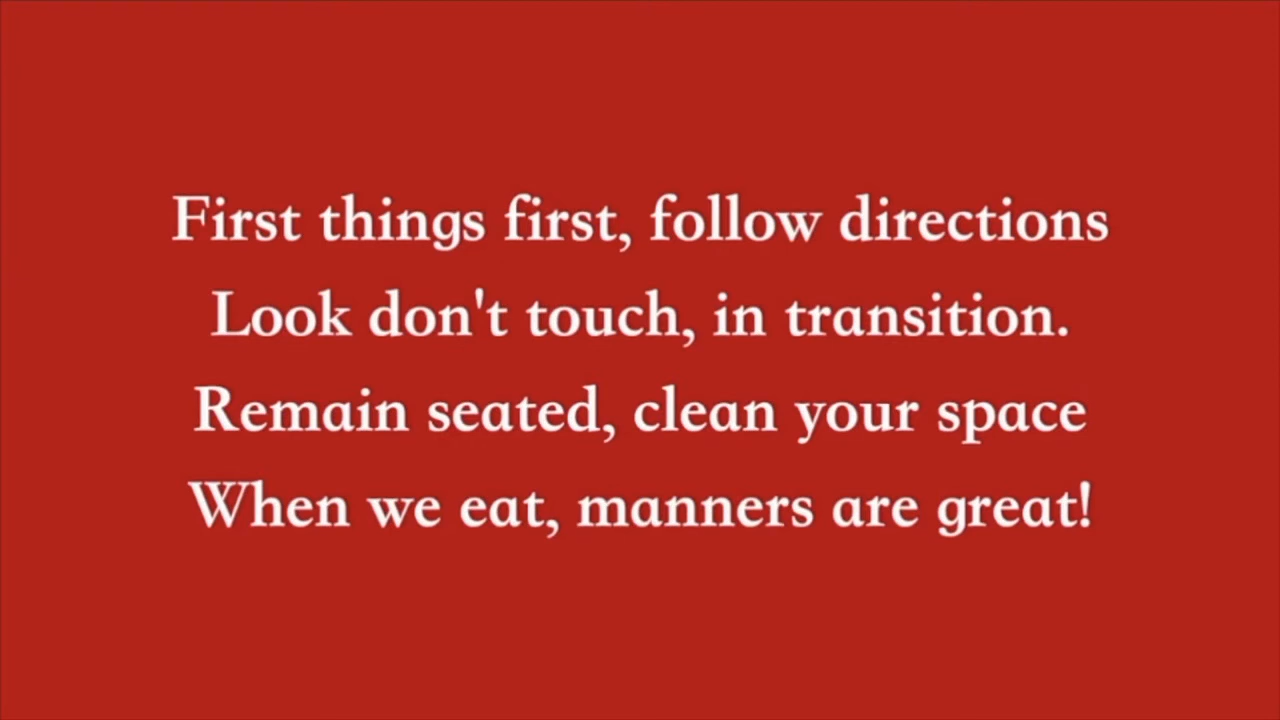 First things first, follow directions
Look don't touch, in transition.
Remain seated, clean your space
When we eat, manners are great!